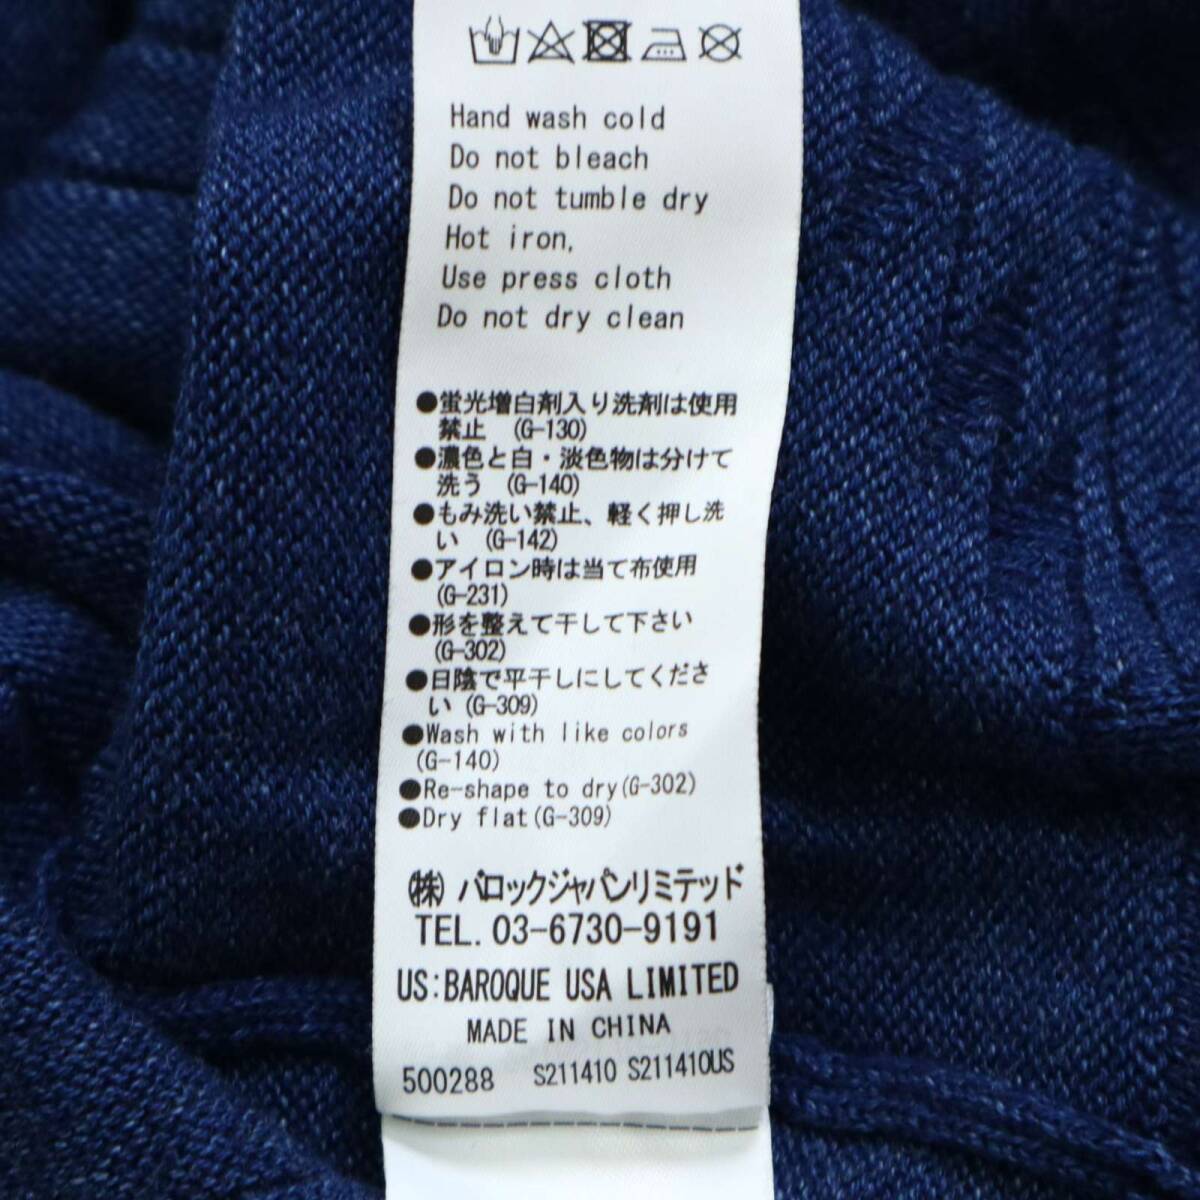 Hand wash cold
Do not bleach
Do not tumble dry
Hot iron,
Use press cloth
Do not dry clean
●蛍光増白剤入り洗剤は使用
禁止 (G-130)
●濃色と白・淡色物は分けて
洗う (G-140)
●もみ洗い禁止、軽く押し洗
い (G-142)
●アイロン時は当て布使用
(G-231)
●形を整えて干して下さい
(G-302)
●日陰で平干しにしてくださ
い (G-309)
●Wash with like colors
(G-140)
●Re-shape to dry(G-302)
●Dry flat(G-309)
(株) バロックジャパンリミテッド
TEL. 03-6730-9191
US:BAROQUE USA LIMITED
MADE IN CHINA
500288 S211410 S211410US